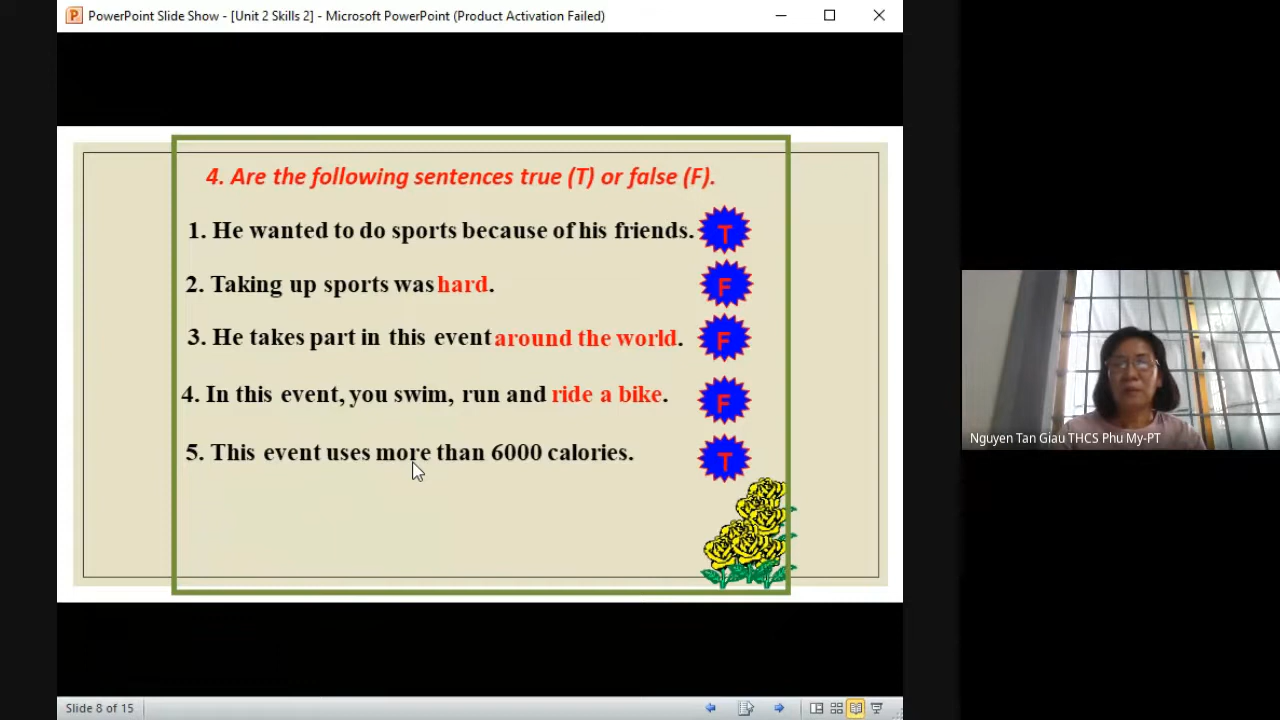 PowerPoint Slide Show - [Unit 2 Skills 2] - Microsoft PowerPoint (Product Activation Failed)
4. Are the following sentences true (T) or false (F).
1. He wanted to do sports because of his friends. T
2. Taking up sports was hard. F
3. He takes part in this event around the world. F
4. In this event, you swim, run and ride a bike. F
5. This event uses more than 6000 calories. T
Nguyen Tan Giau THCS Phu My-PT
Slide 8 of 15